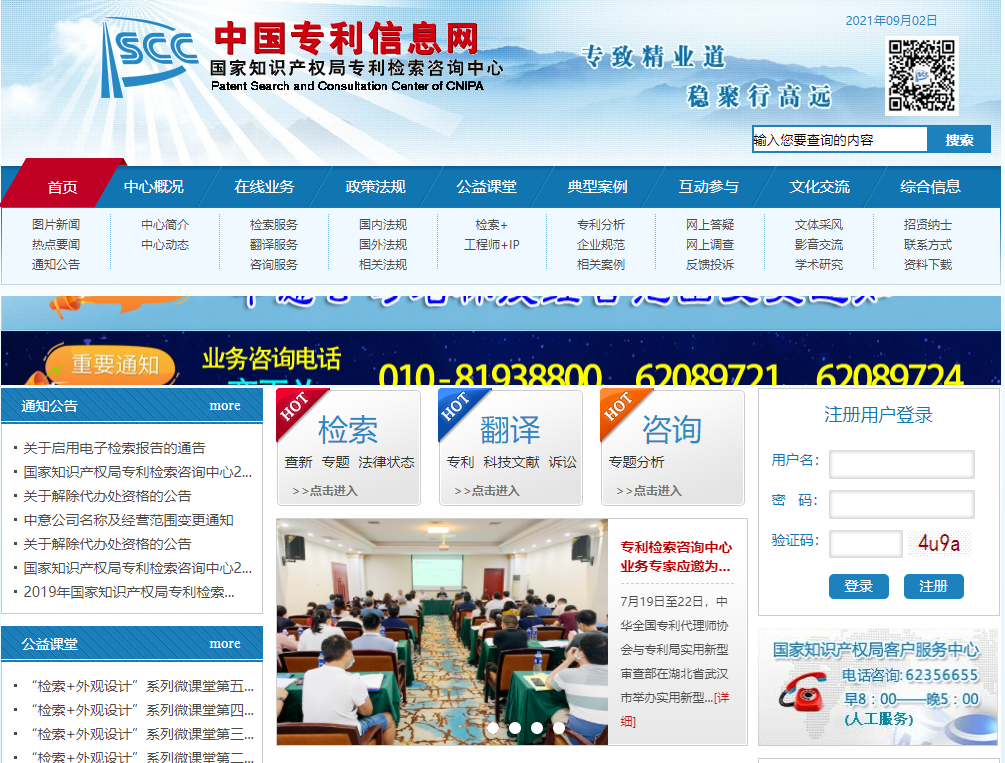 2021年09月02日
SCC
中国专利信息网
国家知识产权局专利检索咨询中心
Patent Search and Consultation Center of CNIPA
专致精业道
稳聚行高远
输入您要查询的内容 搜索
首页 中心概况 在线业务 政策法规 公益课堂 典型案例 互动参与 文化交流 综合信息
图片新闻 中心简介 检索服务 国内法规 检索+ 专利分析 网上答疑 文体采风 招贤纳士
热点要闻 中心动态 翻译服务 国外法规 工程师+IP 企业规范 网上调查 影音交流 联系方式
通知公告 咨询服务 相关法规 相关案例 反馈投诉 学术研究 资料下载
重要通知 业务咨询电话 010-81938800 62089721 62089724
通知公告 more
· 关于启用电子检索报告的通告
· 国家知识产权局专利检索咨询中心2...
· 关于解除代办处资格的公告
· 中意公司名称及经营范围变更通知
· 关于解除代办处资格的公告
· 国家知识产权局专利检索咨询中心2...
· 2019年国家知识产权局专利检索...
公益课堂 more
· “检索+外观设计”系列微课堂第五...
· “检索+外观设计”系列微课堂第四...
· “检索+外观设计”系列微课堂第三...
· “检索+外观设计”系列微课堂第二...
HOT
检索
查新 专题 法律状态
>>点击进入
HOT
翻译
专利 科技文献 诉讼
>>点击进入
HOT
咨询
专题分析
>>点击进入
专利检索咨询中心
业务专家应邀为...
7月19日至22日，中
华全国专利代理师协
会与专利局实用新型
审查部在湖北省武汉
市举办实用新型...[详
细]
注册用户登录
用户名：
密 码：
验证码： 4u9a
登录 注册
国家知识产权局客户服务中心
电话咨询：62356655
早8：00——晚5：00
(人工服务)